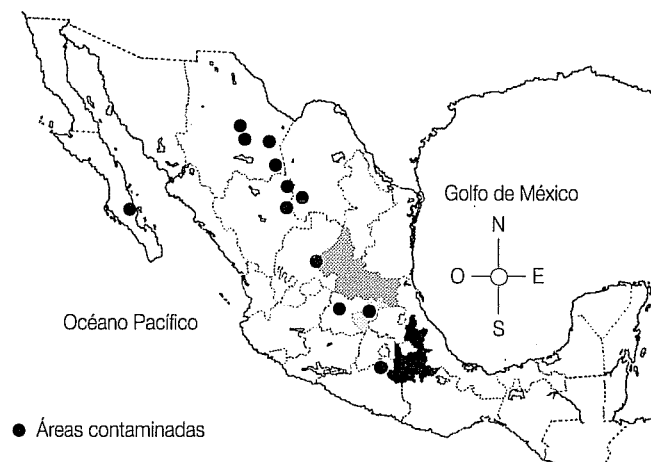 Golfo de México
N
O E
S
Océano Pacífico
Áreas contaminadas